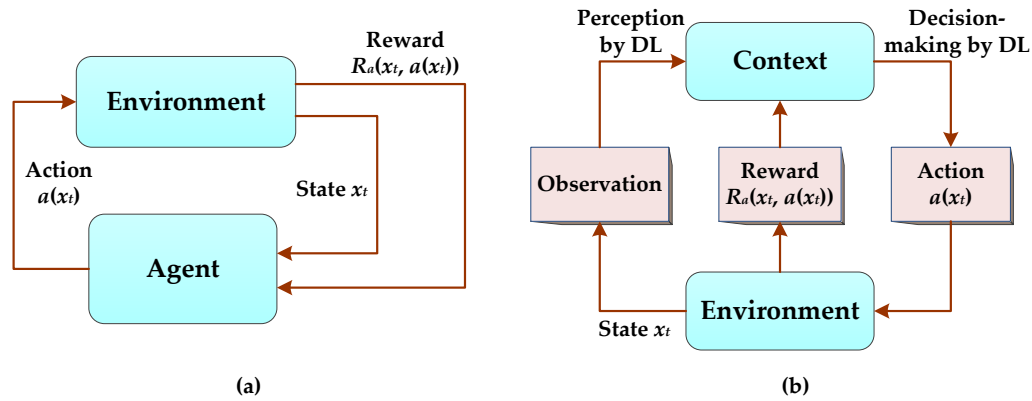 Reward
Rₐ(xₜ, a(xₜ))
Environment
Action
a(xₜ)
State xₜ
Agent
(a)
Perception
by DL
Decision-
making by DL
Context
Observation
Reward
Rₐ(xₜ, a(xₜ))
Action
a(xₜ)
State xₜ
Environment
(b)